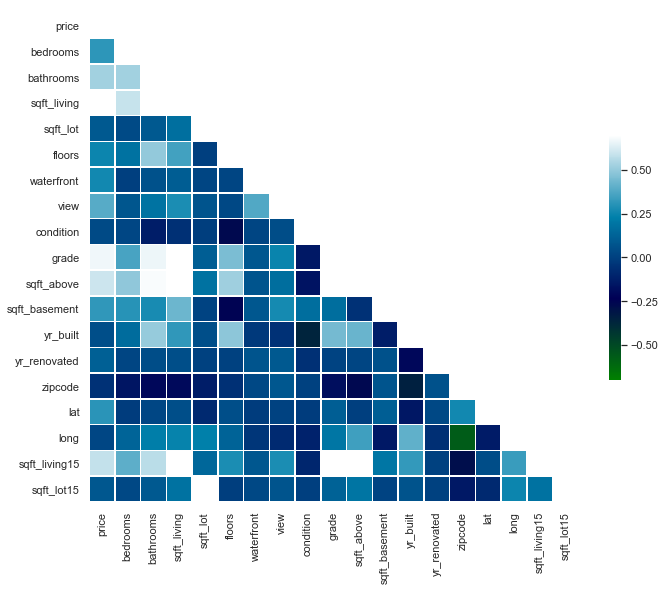 price
bedrooms
bathrooms
sqft_living
sqft_lot
floors
waterfront
view
condition
grade
sqft_above
sqft_basement
yr_built
yr_renovated
zipcode
lat
long
sqft_living15
sqft_lot15
0.50
0.25
0.00
−0.25
−0.50
price
bedrooms
bathrooms
sqft_living
sqft_lot
floors
waterfront
view
condition
grade
sqft_above
sqft_basement
yr_built
yr_renovated
zipcode
lat
long
sqft_living15
sqft_lot15